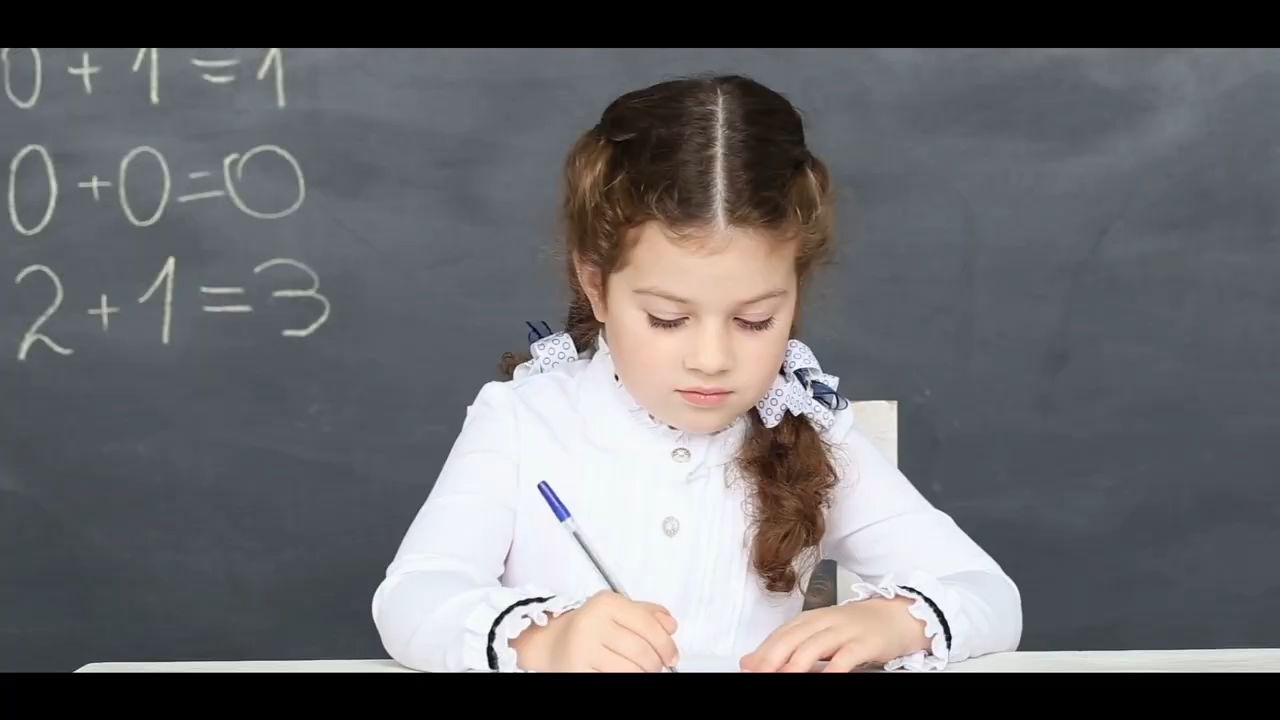 0 + 1 = 1
0 + 0 = 0
2 + 1 = 3